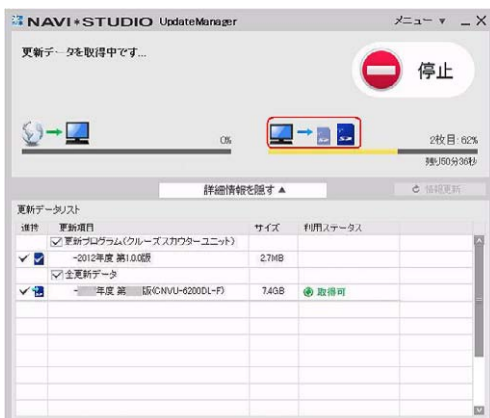 NAVI*STUDIO UpdateManager メニュー ▼ _ X
更新データを取得中です...
停止
0%
2枚目:62%
残り50分36秒
詳細情報を隠す▲
情報更新
更新データリスト
進捗 更新項目 サイズ 利用ステータス
更新プログラム(クルーズスカウターユニット)
-2012年度 第1.0.0版 2.7MB
全更新データ
- 年度 第 版(CNVU-6200DL-F) 7.4GB 取得可